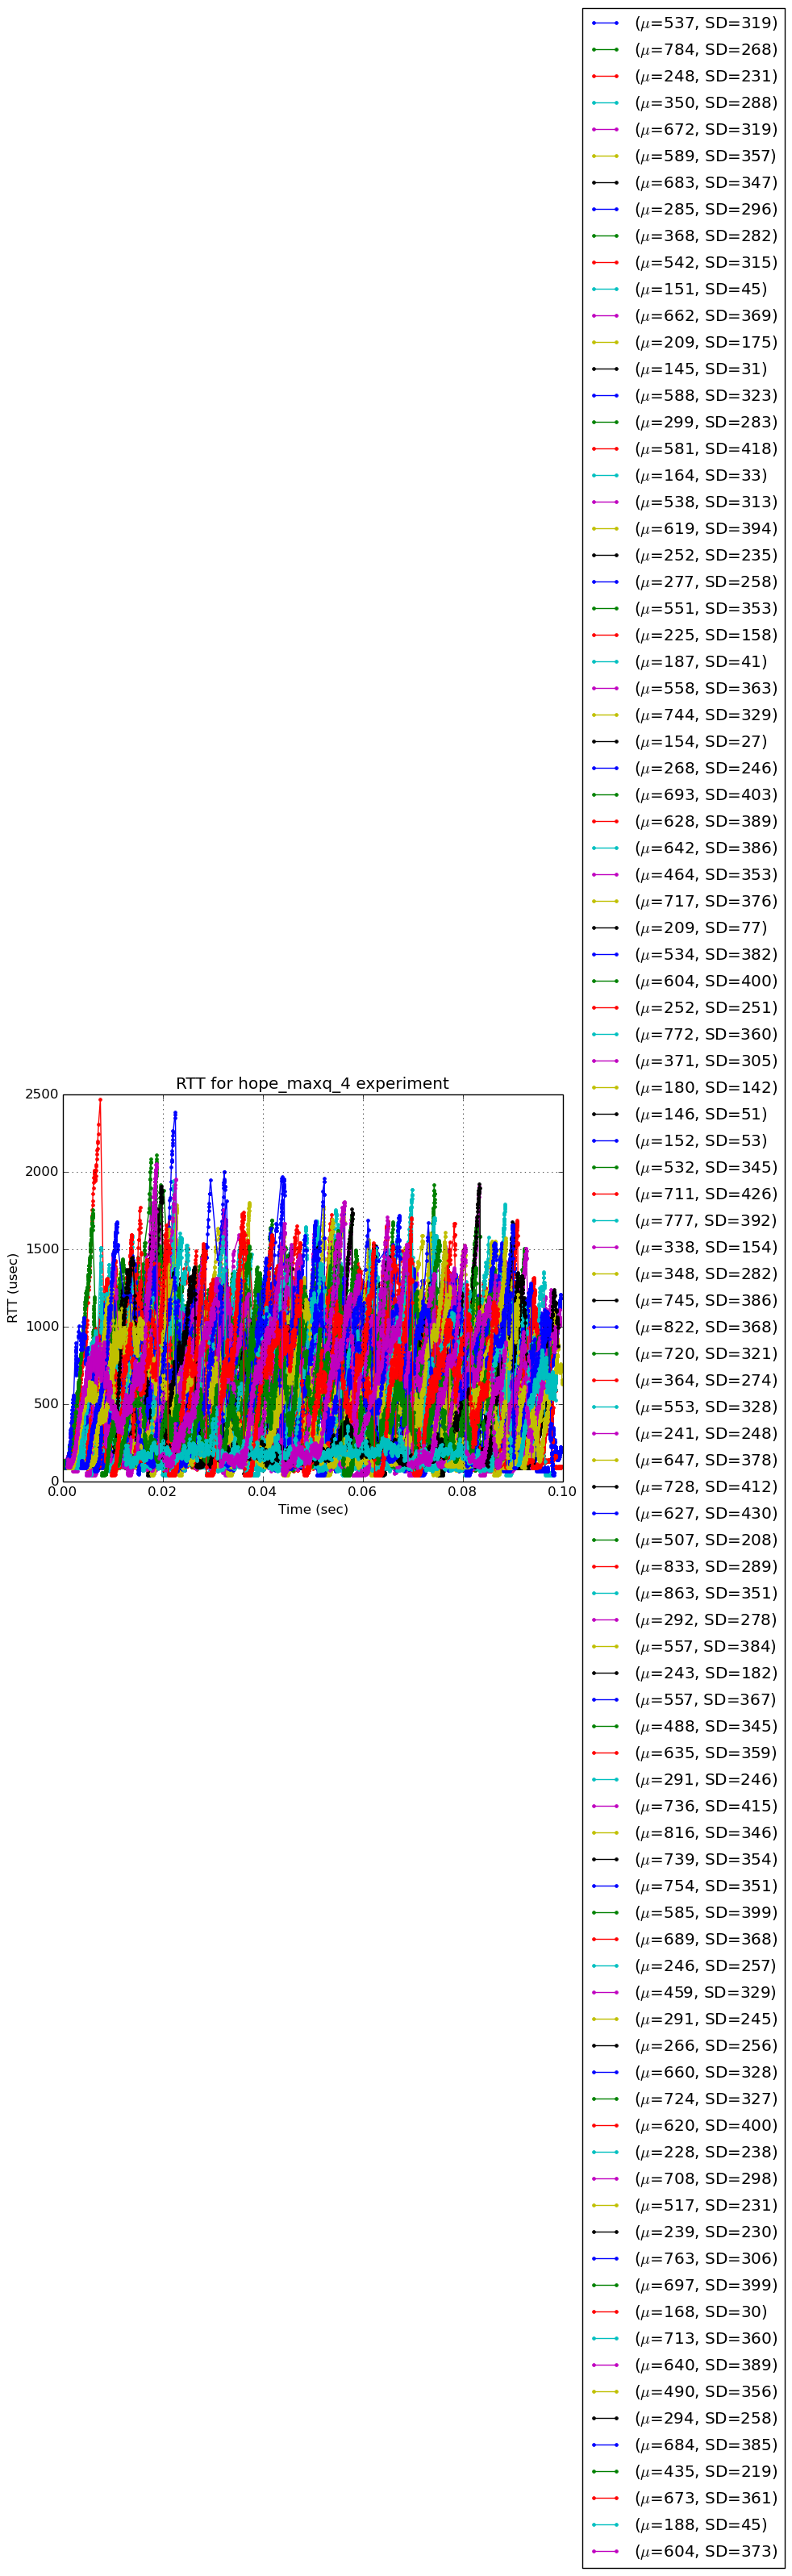 RTT for hope_maxq_4 experiment
RTT (usec)
2500
2000
1500
1000
500
0
0.00 0.02 0.04 0.06 0.08 0.10
Time (sec)
(μ=537, SD=319)
(μ=784, SD=268)
(μ=248, SD=231)
(μ=350, SD=288)
(μ=672, SD=319)
(μ=589, SD=357)
(μ=683, SD=347)
(μ=285, SD=296)
(μ=368, SD=282)
(μ=542, SD=315)
(μ=151, SD=45)
(μ=662, SD=369)
(μ=209, SD=175)
(μ=145, SD=31)
(μ=588, SD=323)
(μ=299, SD=283)
(μ=581, SD=418)
(μ=164, SD=33)
(μ=538, SD=313)
(μ=619, SD=394)
(μ=252, SD=235)
(μ=277, SD=258)
(μ=551, SD=353)
(μ=225, SD=158)
(μ=187, SD=41)
(μ=558, SD=363)
(μ=744, SD=329)
(μ=154, SD=27)
(μ=268, SD=246)
(μ=693, SD=403)
(μ=628, SD=389)
(μ=642, SD=386)
(μ=464, SD=353)
(μ=717, SD=376)
(μ=209, SD=77)
(μ=534, SD=382)
(μ=604, SD=400)
(μ=252, SD=251)
(μ=772, SD=360)
(μ=371, SD=305)
(μ=180, SD=142)
(μ=146, SD=51)
(μ=152, SD=53)
(μ=532, SD=345)
(μ=711, SD=426)
(μ=777, SD=392)
(μ=338, SD=154)
(μ=348, SD=282)
(μ=745, SD=386)
(μ=822, SD=368)
(μ=720, SD=321)
(μ=364, SD=274)
(μ=553, SD=328)
(μ=241, SD=248)
(μ=647, SD=378)
(μ=728, SD=412)
(μ=627, SD=430)
(μ=507, SD=208)
(μ=833, SD=289)
(μ=863, SD=351)
(μ=292, SD=278)
(μ=557, SD=384)
(μ=243, SD=182)
(μ=557, SD=367)
(μ=488, SD=345)
(μ=635, SD=359)
(μ=291, SD=246)
(μ=736, SD=415)
(μ=816, SD=346)
(μ=739, SD=354)
(μ=754, SD=351)
(μ=585, SD=399)
(μ=689, SD=368)
(μ=246, SD=257)
(μ=459, SD=329)
(μ=291, SD=245)
(μ=266, SD=256)
(μ=660, SD=328)
(μ=724, SD=327)
(μ=620, SD=400)
(μ=228, SD=238)
(μ=708, SD=298)
(μ=517, SD=231)
(μ=239, SD=230)
(μ=763, SD=306)
(μ=697, SD=399)
(μ=168, SD=30)
(μ=713, SD=360)
(μ=640, SD=389)
(μ=490, SD=356)
(μ=294, SD=258)
(μ=684, SD=385)
(μ=435, SD=219)
(μ=673, SD=361)
(μ=188, SD=45)
(μ=604, SD=373)